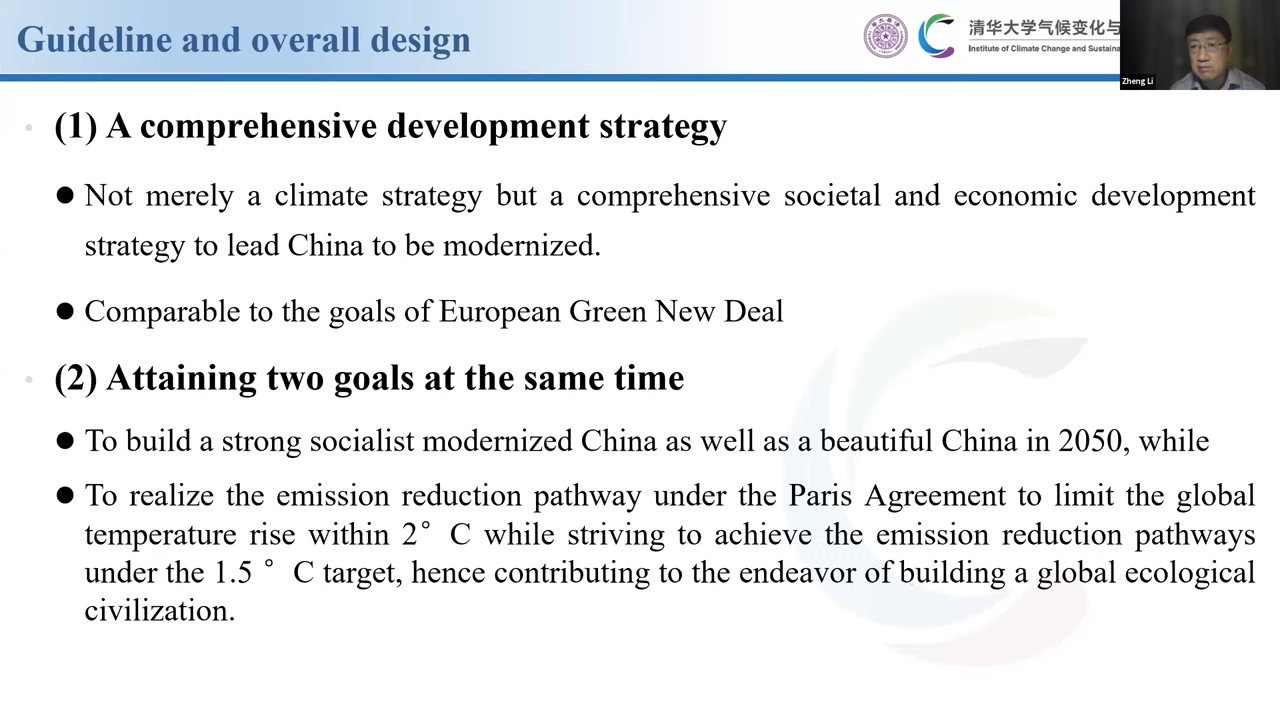 Guideline and overall design
清华大学气候变化与
Institute of Climate Change and Sustaina
Zheng Li
(1) A comprehensive development strategy
Not merely a climate strategy but a comprehensive societal and economic development
strategy to lead China to be modernized.
Comparable to the goals of European Green New Deal
(2) Attaining two goals at the same time
To build a strong socialist modernized China as well as a beautiful China in 2050, while
To realize the emission reduction pathway under the Paris Agreement to limit the global
temperature rise within 2°C while striving to achieve the emission reduction pathways
under the 1.5 °C target, hence contributing to the endeavor of building a global ecological
civilization.